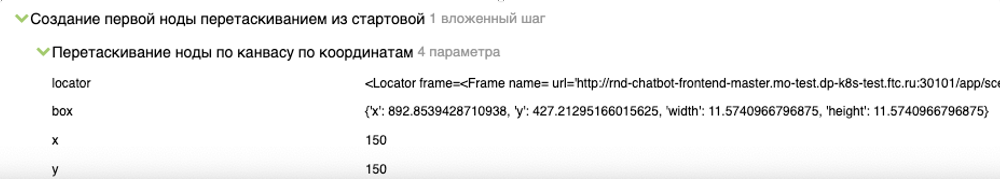 Создание первой ноды перетаскиванием из стартовой 1 вложенный шаг
Перетаскивание ноды по канвасу по координатам 4 параметра
locator <Locator frame=<Frame name= url='http://rnd-chatbot-frontend-master.mo-test.dp-k8s-test.ftc.ru:30101/app/sce
box {'x': 892.8539428710938, 'y': 427.21295166015625, 'width': 11.5740966796875, 'height': 11.5740966796875}
x 150
y 150